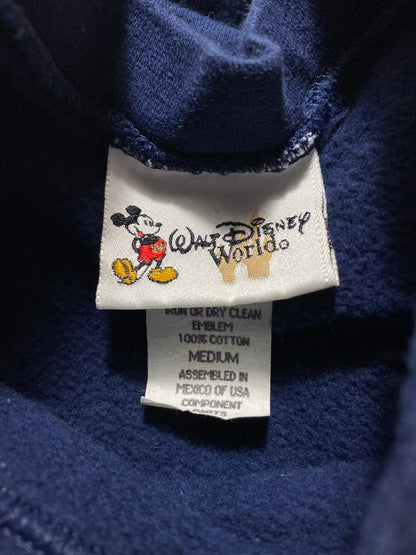 WALT DISNEY
WORLD®
IRON OR DRY CLEAN
EMBLEM
100% COTTON
MEDIUM
ASSEMBLED IN
MEXICO OF USA
COMPONENT
PARTS